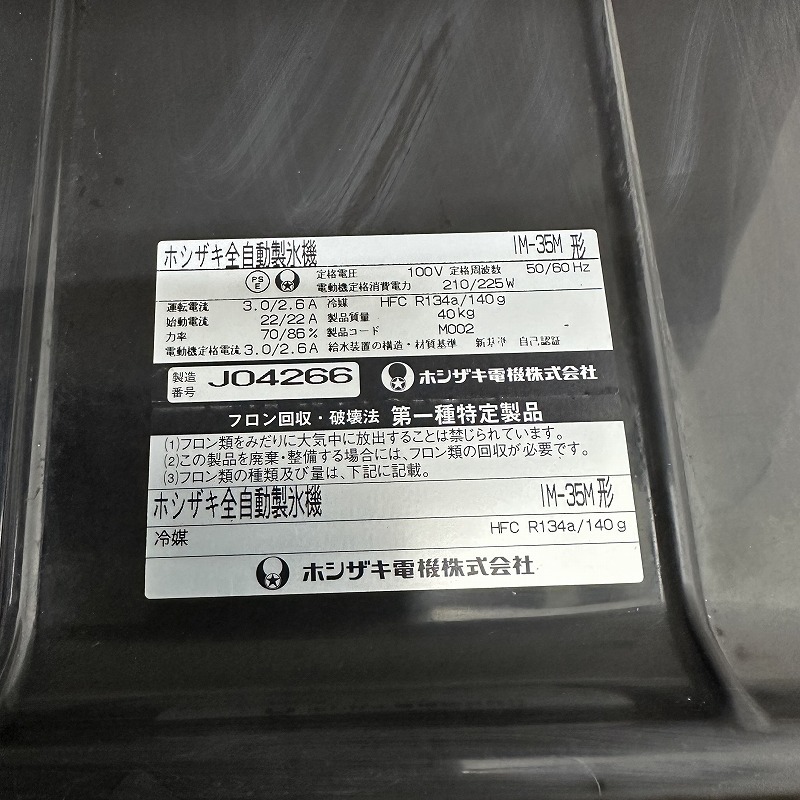 ホシザキ全自動製氷機 IM-35M 形
PS E 定格電圧 100V 定格周波数 50/60Hz
電動機定格消費電力 210/225W
運転電流 3.0/2.6A 冷媒 HFC R134a/140g
始動電流 22/22A 製品質量 40kg
力率 70/86% 製品コード M002
電動機定格電流 3.0/2.6A 給水装置の構造・材質基準 新基準 自己認証
製造番号 J04266 ホシザキ電機株式会社
フロン回収・破壊法 第一種特定製品
(1)フロン類をみだりに大気中に放出することは禁じられています。
(2)この製品を廃棄・整備する場合には、フロン類の回収が必要です。
(3)フロン類の種類及び量は、下記に記載。
ホシザキ全自動製氷機 IM-35M 形
冷媒 HFC R134a/140g
ホシザキ電機株式会社